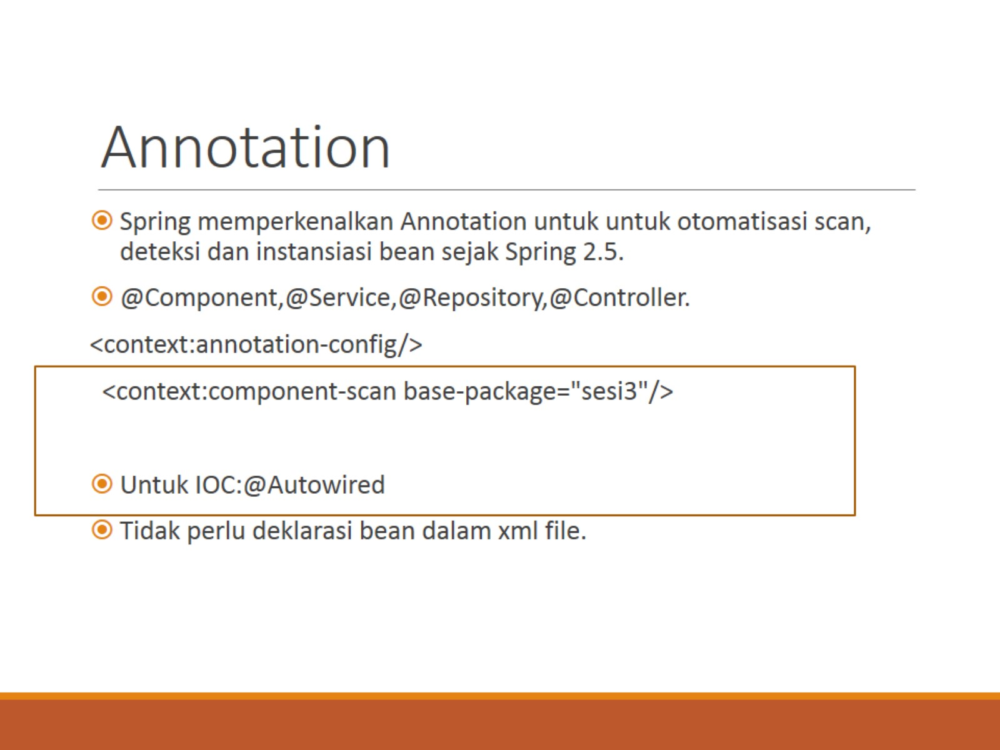 Annotation
Spring memperkenalkan Annotation untuk untuk otomatisasi scan,
deteksi dan instansiasi bean sejak Spring 2.5.
@Component,@Service,@Repository,@Controller.
<context:annotation-config/>
<context:component-scan base-package="sesi3"/>
Untuk IOC:@Autowired
Tidak perlu deklarasi bean dalam xml file.